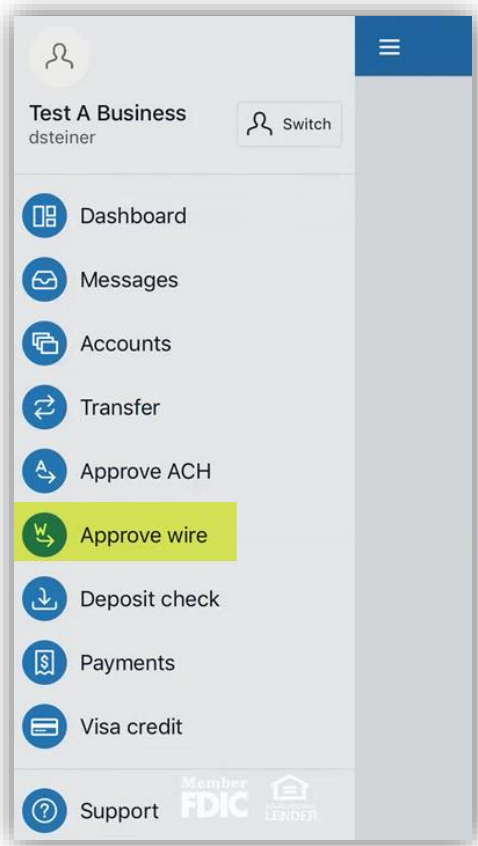 Test A Business
dsteiner
Switch
Dashboard
Messages
Accounts
Transfer
A
Approve ACH
W
Approve wire
Deposit check
$
Payments
Visa credit
?
Support
Member
FDIC
LENDER